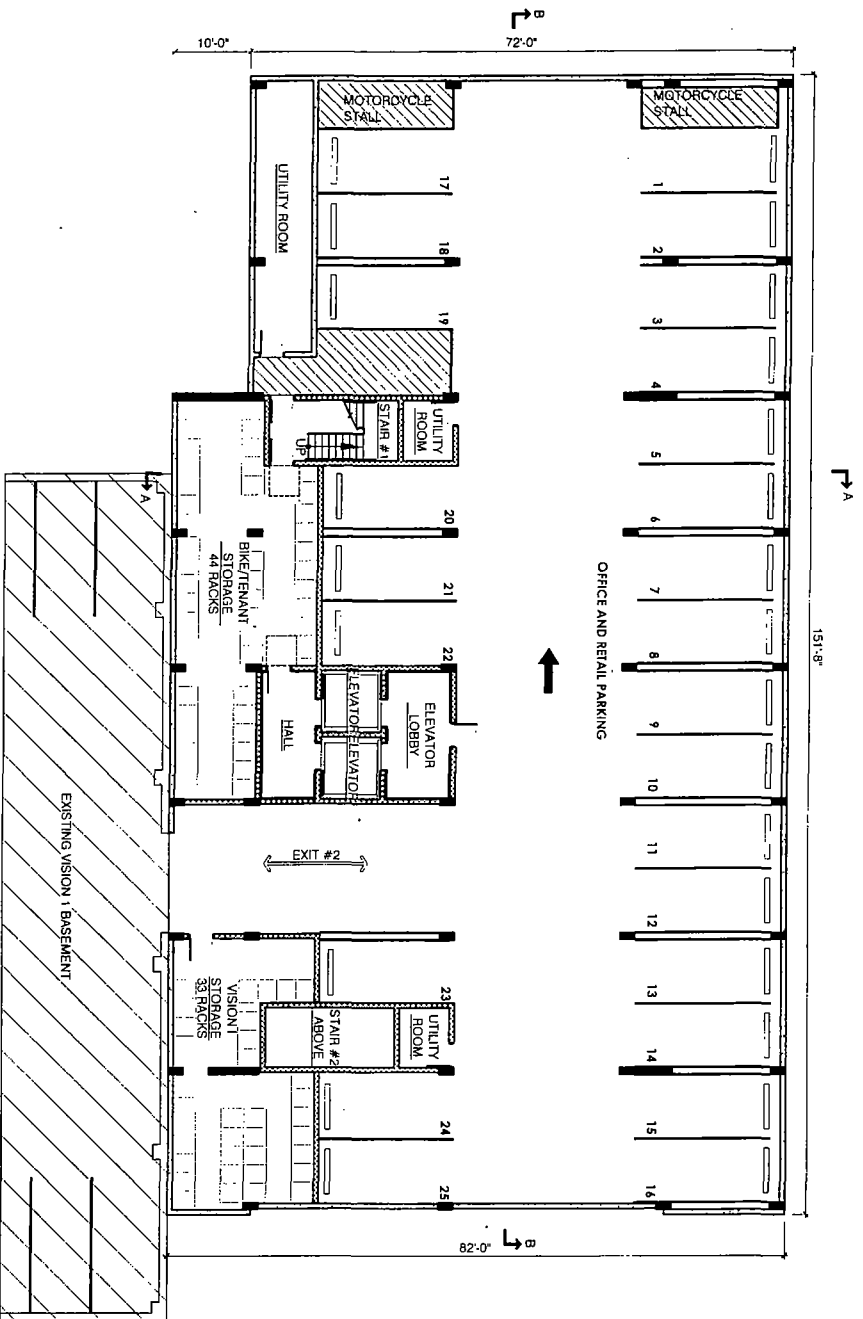 B
10'-0"
72'-0"
MOTORCYCLE
STALL
MOTORCYCLE
STALL
UTILITY ROOM
17
1
18
2
19
3
4
STAIR #1
UP
UTILITY
ROOM
5
A
A
20
6
BIKE/TENANT
STORAGE
44 RACKS
OFFICE AND RETAIL PARKING
21
7
151'-8"
22
8
HALL
ELEVATOR
ELEVATOR
ELEVATOR
LOBBY
9
10
EXISTING VISION 1 BASEMENT
EXIT #2
11
12
VISION1
STORAGE
33 RACKS
23
13
STAIR #2
ABOVE
UTILITY
ROOM
14
24
15
25
16
82'-0"
B